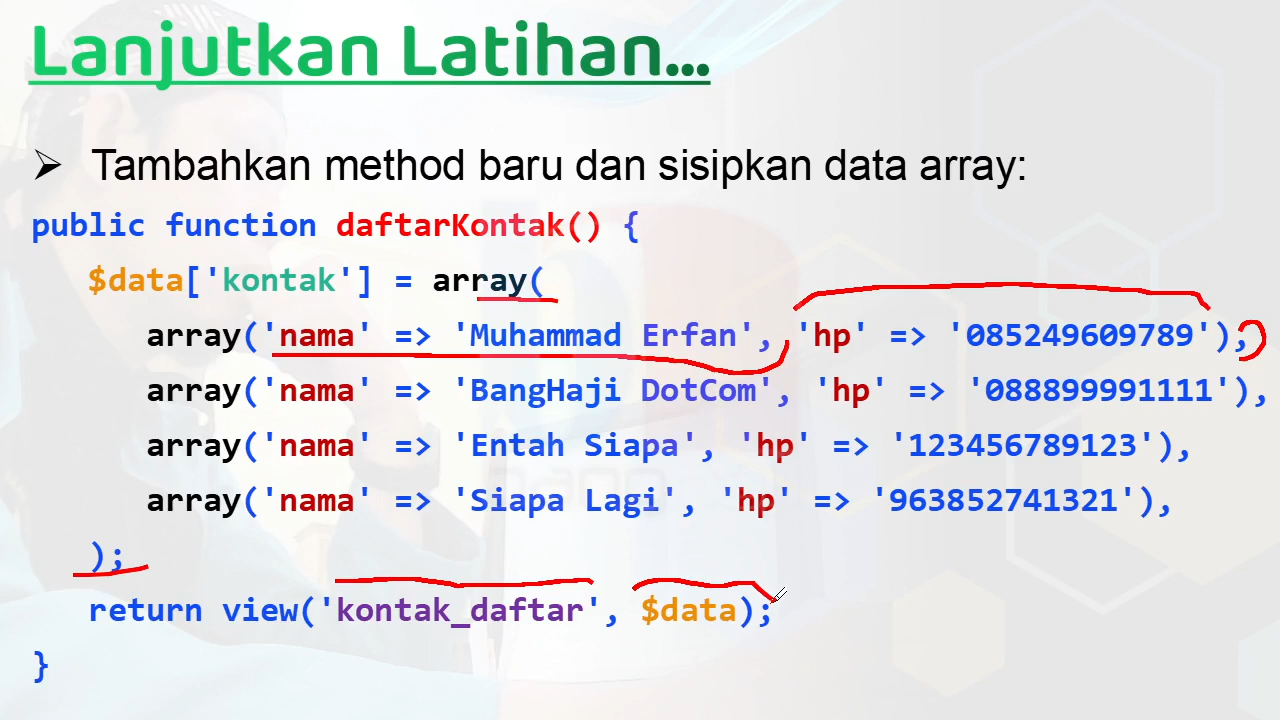 Lanjutkan Latihan...
➢ Tambahkan method baru dan sisipkan data array:
public function daftarKontak() {
$data['kontak'] = array(
array('nama' => 'Muhammad Erfan', 'hp' => '085249609789'),
array('nama' => 'BangHaji DotCom', 'hp' => '088899991111'),
array('nama' => 'Entah Siapa', 'hp' => '123456789123'),
array('nama' => 'Siapa Lagi', 'hp' => '963852741321'),
);
return view('kontak_daftar', $data);
}